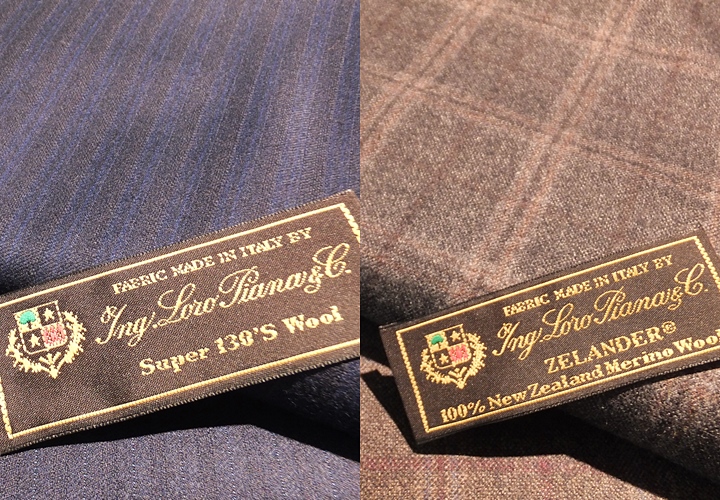 FABRIC MADE IN ITALY BY
Ing. Loro Piana & C.
Super 130'S Wool
FABRIC MADE IN ITALY BY
Ing. Loro Piana & C.
ZELANDER®
100% New Zealand Merino Wool